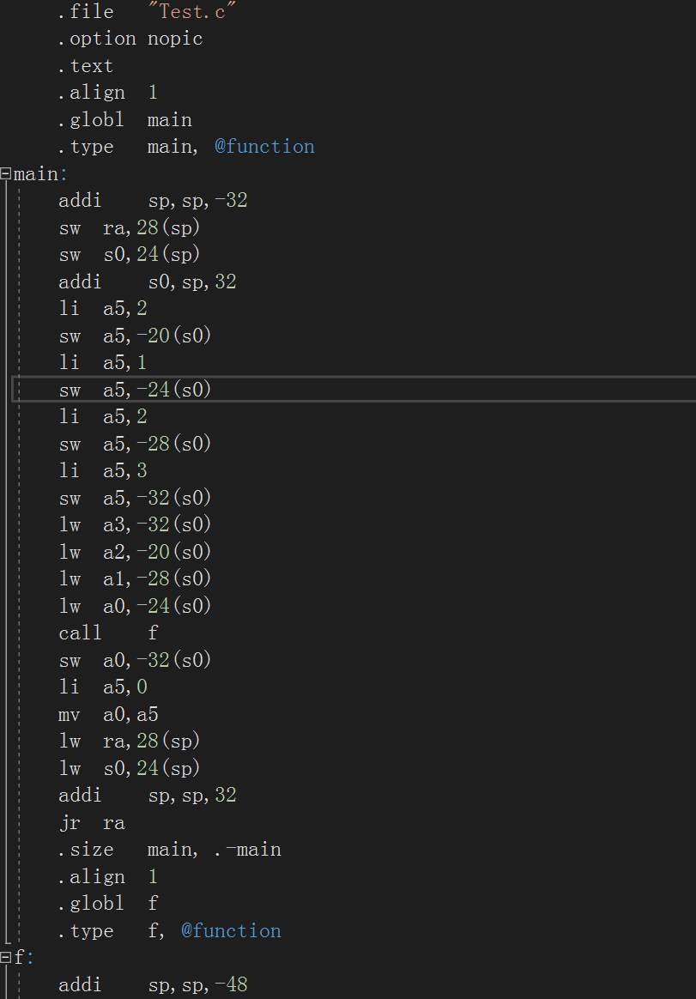 .file "Test.c"
.option nopic
.text
.align 1
.globl main
.type main, @function
main:
addi sp,sp,-32
sw ra,28(sp)
sw s0,24(sp)
addi s0,sp,32
li a5,2
sw a5,-20(s0)
li a5,1
sw a5,-24(s0)
li a5,2
sw a5,-28(s0)
li a5,3
sw a5,-32(s0)
lw a3,-32(s0)
lw a2,-20(s0)
lw a1,-28(s0)
lw a0,-24(s0)
call f
sw a0,-32(s0)
li a5,0
mv a0,a5
lw ra,28(sp)
lw s0,24(sp)
addi sp,sp,32
jr ra
.size main, .-main
.align 1
.globl f
.type f, @function
f:
addi sp,sp,-48